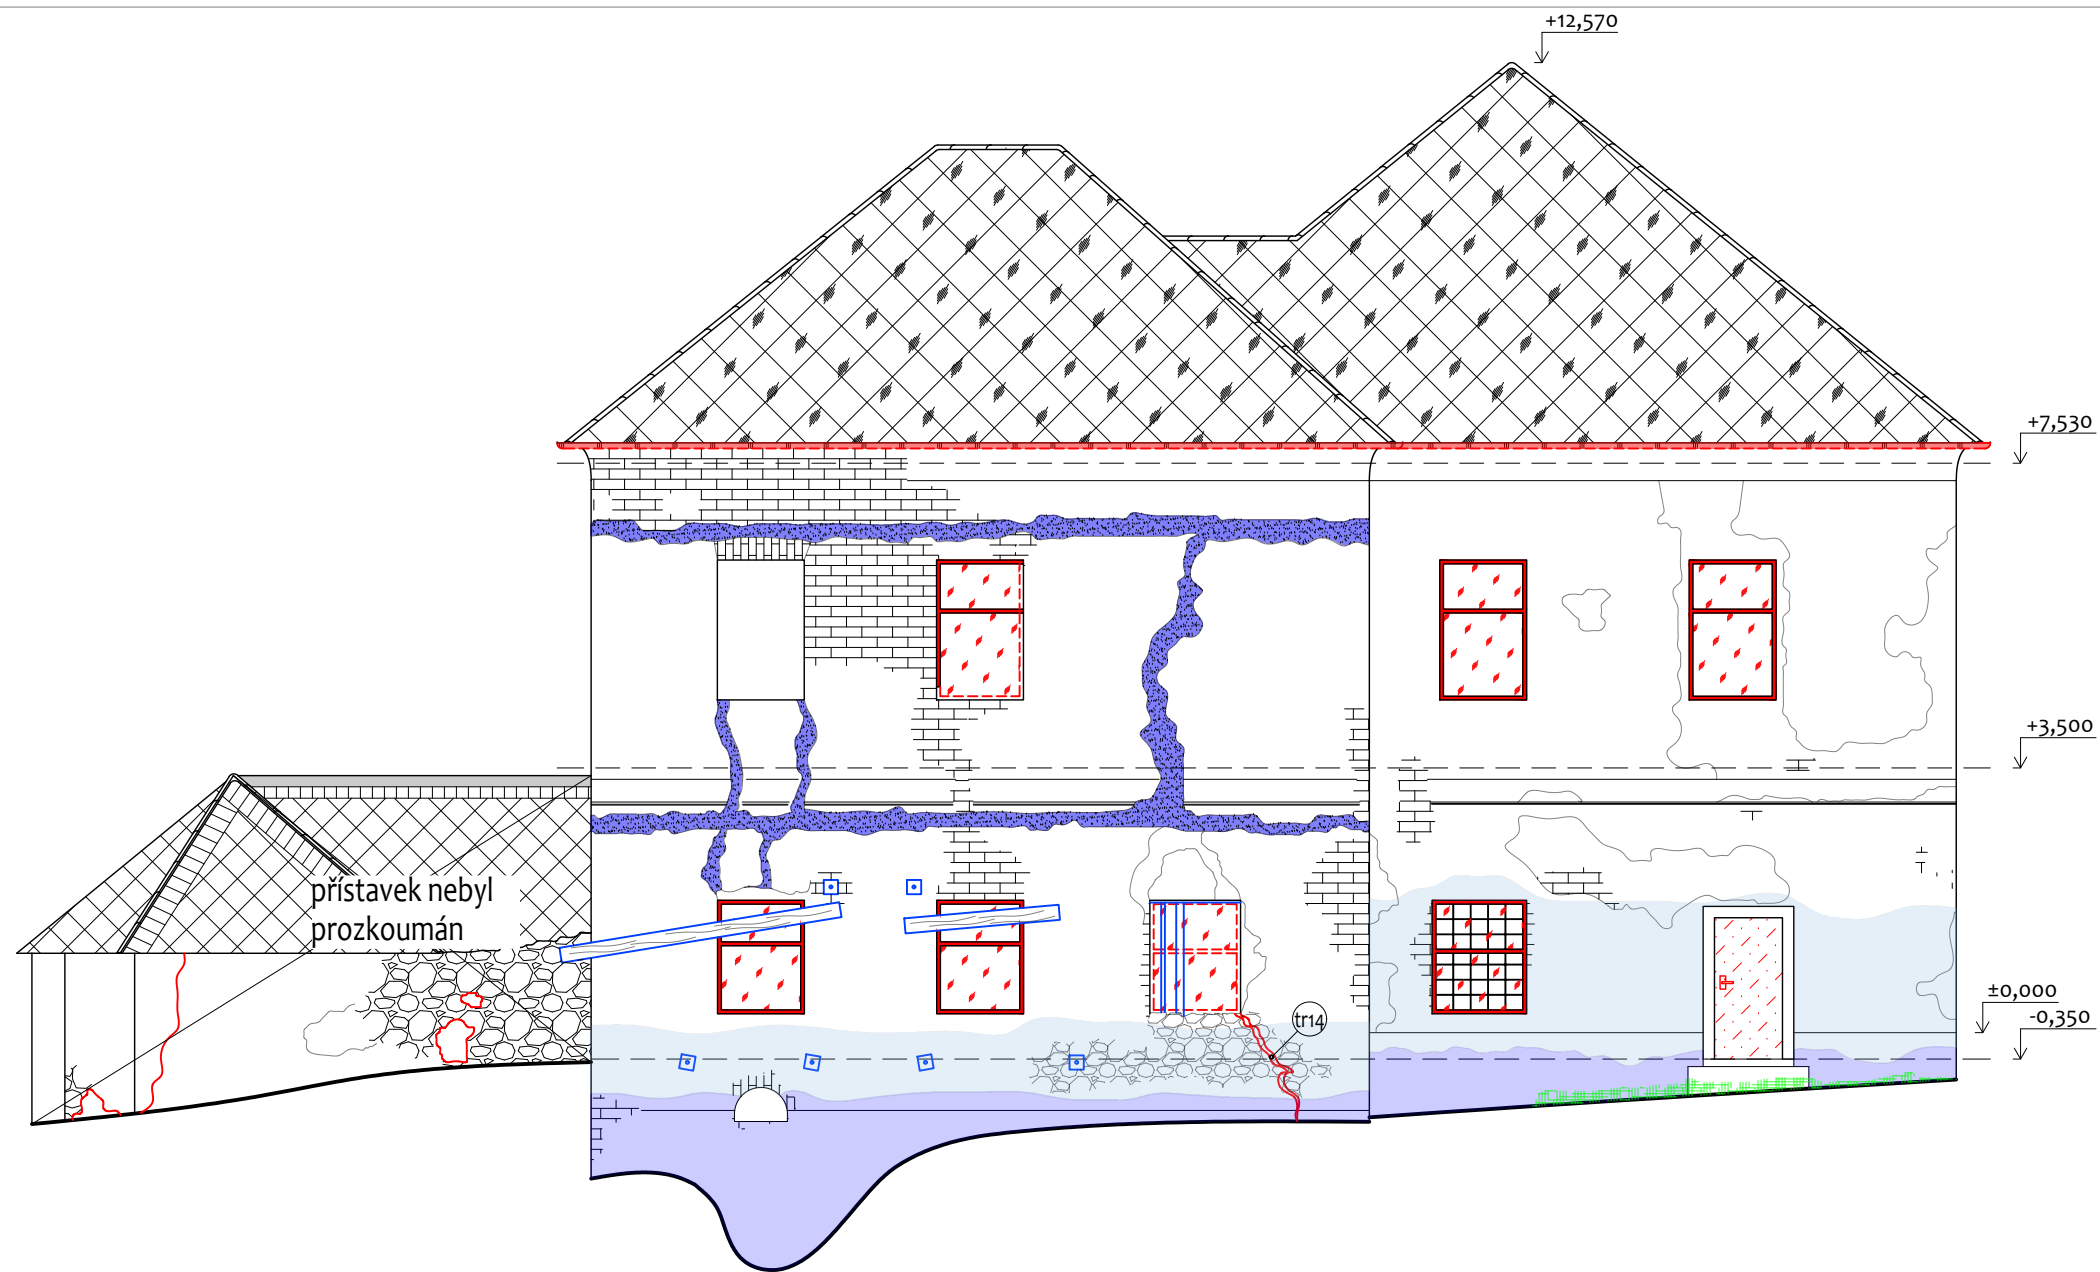 +12,570
+7,530
+3,500
přístavek nebyl
prozkoumán
±0,000
-0,350
tr14